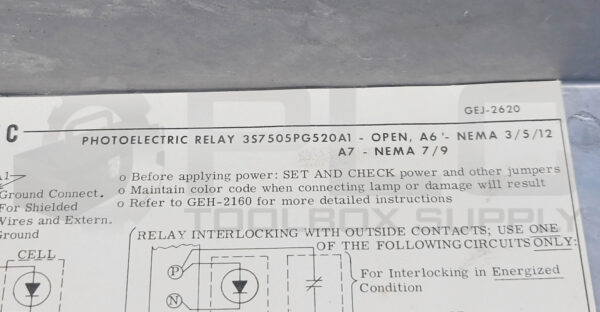 GEJ-2620
C
PHOTOELECTRIC RELAY 3S7505PG520A1 - OPEN, A6 - NEMA 3/5/12
A7 - NEMA 7/9
o Before applying power: SET AND CHECK power and other jumpers
o Maintain color code when connecting lamp or damage will result
o Refer to GEH-2160 for more detailed instructions
A1
Ground Connect.
For Shielded
Wires and Extern.
Ground
TOOLBOX SUPPLY
RELAY INTERLOCKING WITH OUTSIDE CONTACTS; USE ONE
OF THE FOLLOWING CIRCUITS ONLY:
CELL
P
N
For Interlocking in Energized
Condition